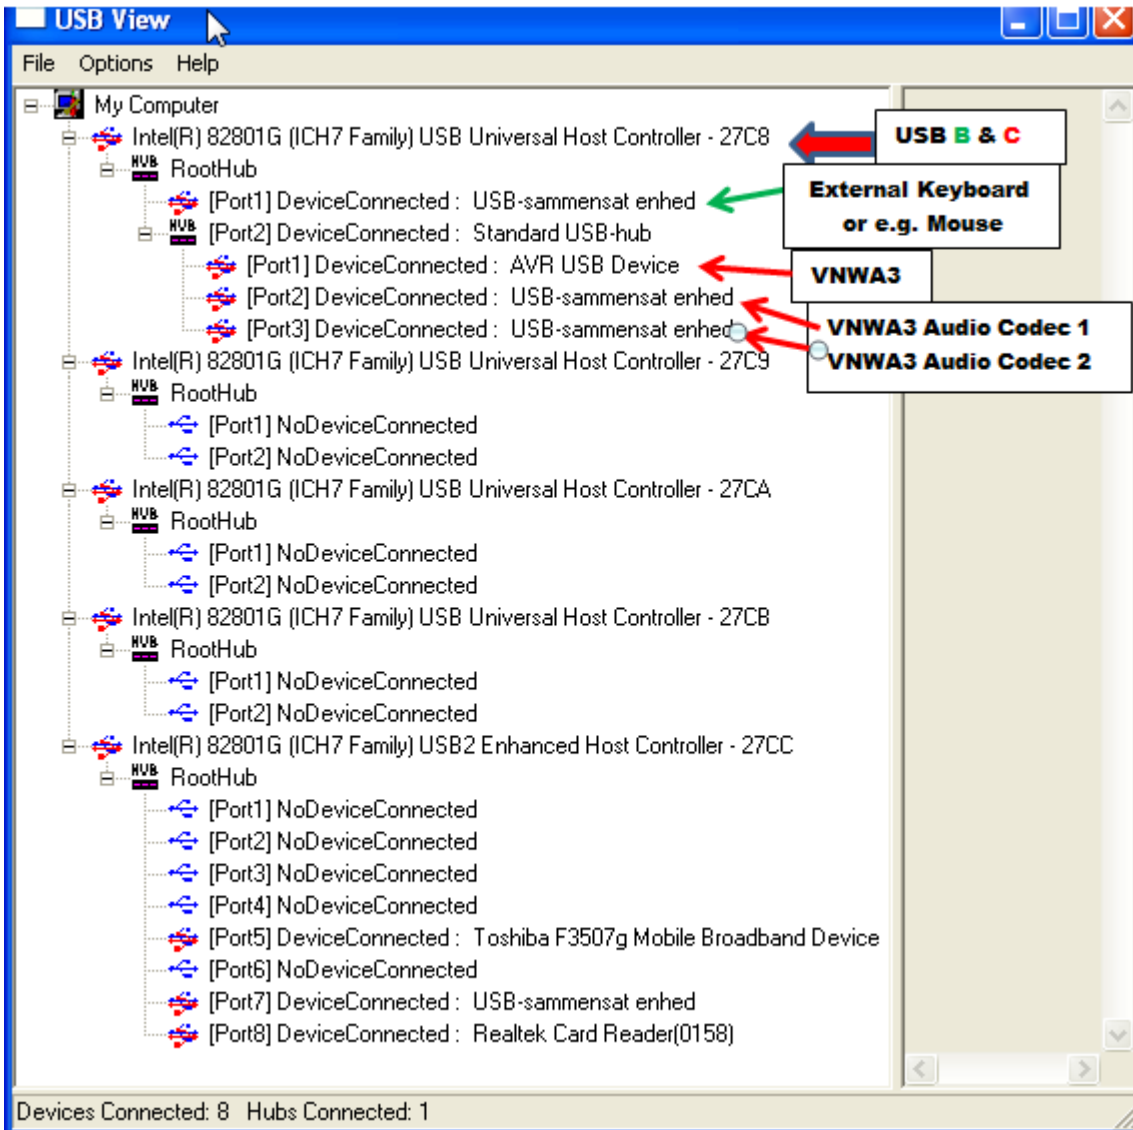 USB View
File Options Help
My Computer
Intel(R) 82801G (ICH7 Family) USB Universal Host Controller - 27C8
USB B & C
HUB RootHub
[Port1] DeviceConnected : USB-sammensat enhed
External Keyboard
or e.g. Mouse
HUB [Port2] DeviceConnected : Standard USB-hub
[Port1] DeviceConnected : AVR USB Device
VNWA3
[Port2] DeviceConnected : USB-sammensat enhed
VNWA3 Audio Codec 1
[Port3] DeviceConnected : USB-sammensat enhed
VNWA3 Audio Codec 2
Intel(R) 82801G (ICH7 Family) USB Universal Host Controller - 27C9
HUB RootHub
[Port1] NoDeviceConnected
[Port2] NoDeviceConnected
Intel(R) 82801G (ICH7 Family) USB Universal Host Controller - 27CA
HUB RootHub
[Port1] NoDeviceConnected
[Port2] NoDeviceConnected
Intel(R) 82801G (ICH7 Family) USB Universal Host Controller - 27CB
HUB RootHub
[Port1] NoDeviceConnected
[Port2] NoDeviceConnected
Intel(R) 82801G (ICH7 Family) USB2 Enhanced Host Controller - 27CC
HUB RootHub
[Port1] NoDeviceConnected
[Port2] NoDeviceConnected
[Port3] NoDeviceConnected
[Port4] NoDeviceConnected
[Port5] DeviceConnected : Toshiba F3507g Mobile Broadband Device
[Port6] NoDeviceConnected
[Port7] DeviceConnected : USB-sammensat enhed
[Port8] DeviceConnected : Realtek Card Reader(0158)
Devices Connected: 8 Hubs Connected: 1